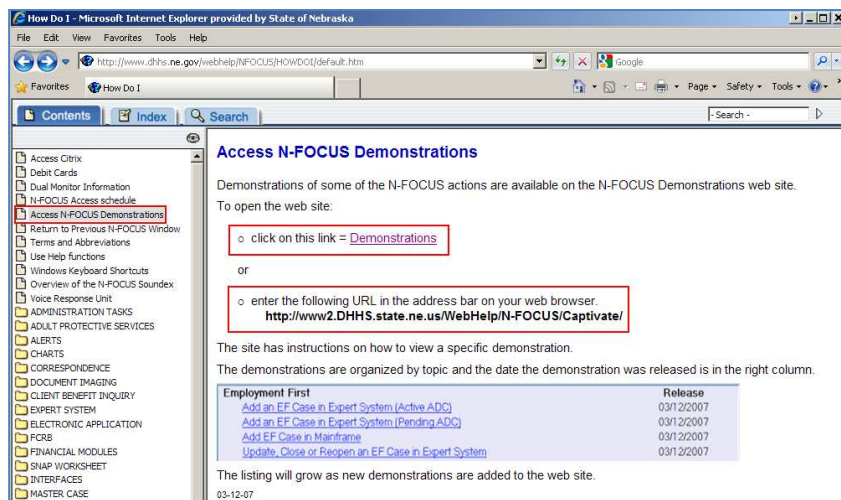 How Do I - Microsoft Internet Explorer provided by State of Nebraska
File Edit View Favorites Tools Help
http://www.dhhs.ne.gov/webhelp/NFOCUS/HOWDOI/default.htm
Google
Favorites
How Do I
Page Safety Tools
Contents
Index
Search
- Search -
Access Citrix
Debit Cards
Dual Monitor Information
N-FOCUS Access schedule
Access N-FOCUS Demonstrations
Return to Previous N-FOCUS Window
Terms and Abbreviations
Use Help functions
Windows Keyboard Shortcuts
Overview of the N-FOCUS Soundex
Voice Response Unit
ADMINISTRATION TASKS
ADULT PROTECTIVE SERVICES
ALERTS
CHARTS
CORRESPONDENCE
DOCUMENT IMAGING
CLIENT BENEFIT INQUIRY
EXPERT SYSTEM
ELECTRONIC APPLICATION
FCRB
FINANCIAL MODULES
SNAP WORKSHEET
INTERFACES
MASTER CASE
Access N-FOCUS Demonstrations
Demonstrations of some of the N-FOCUS actions are available on the N-FOCUS Demonstrations web site.
To open the web site:
o click on this link = Demonstrations
or
o enter the following URL in the address bar on your web browser.
http://www2.DHHS.state.ne.us/WebHelp/N-FOCUS/Captivate/
The site has instructions on how to view a specific demonstration.
The demonstrations are organized by topic and the date the demonstration was released is in the right column.
Employment First Release
Add an EF Case in Expert System (Active ADC) 03/12/2007
Add an EF Case in Expert System (Pending ADC) 03/12/2007
Add EF Case in Mainframe 03/12/2007
Update, Close or Reopen an EF Case in Expert System 03/12/2007
The listing will grow as new demonstrations are added to the web site.
03-12-07